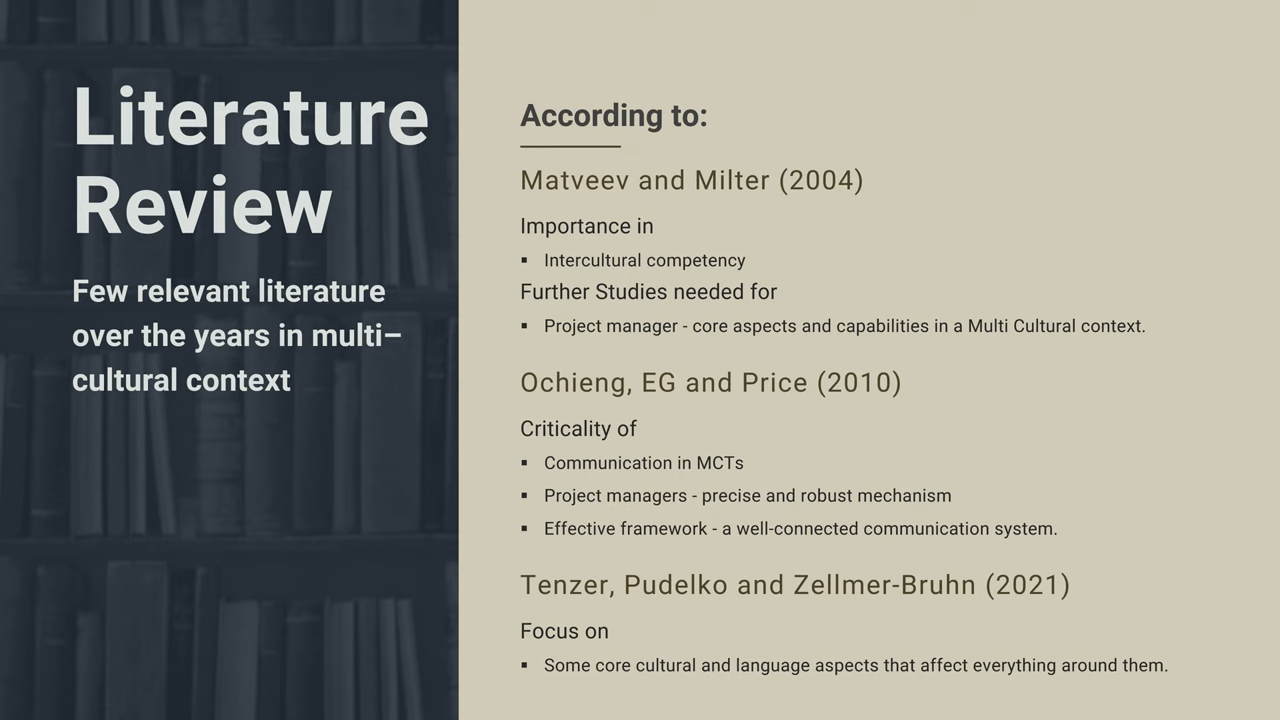 Literature
Review
Few relevant literature
over the years in multi–
cultural context
According to:
Matveev and Milter (2004)
Importance in
▪ Intercultural competency
Further Studies needed for
▪ Project manager - core aspects and capabilities in a Multi Cultural context.
Ochieng, EG and Price (2010)
Criticality of
▪ Communication in MCTs
▪ Project managers - precise and robust mechanism
▪ Effective framework - a well-connected communication system.
Tenzer, Pudelko and Zellmer-Bruhn (2021)
Focus on
▪ Some core cultural and language aspects that affect everything around them.